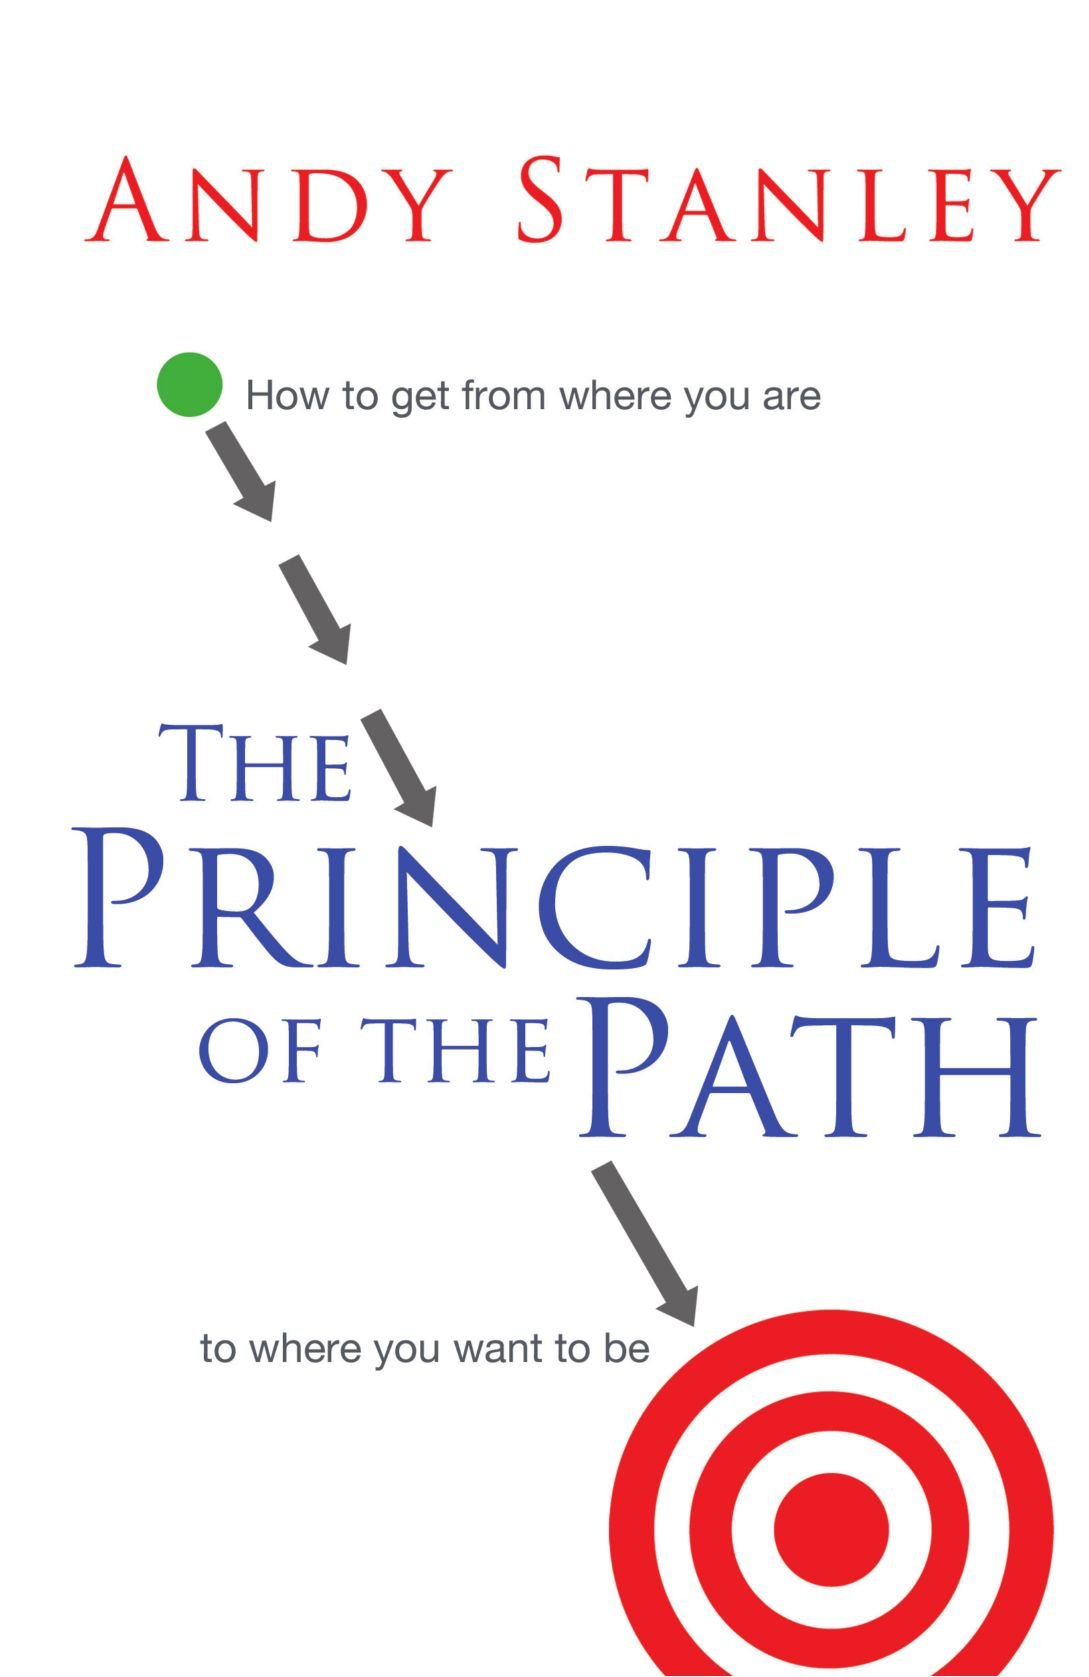 ANDY STANLEY
How to get from where you are
THE
PRINCIPLE
OF THE PATH
to where you want to be